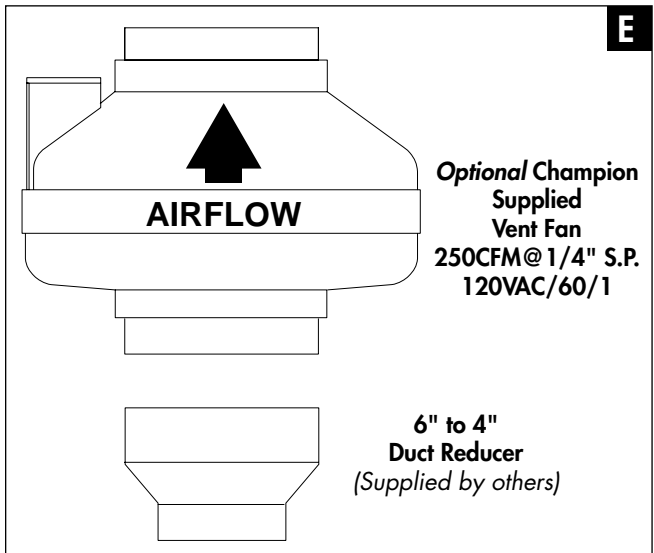 E
Optional Champion
Supplied
Vent Fan
250CFM@1/4" S.P.
120VAC/60/1
AIRFLOW
6" to 4"
Duct Reducer
(Supplied by others)